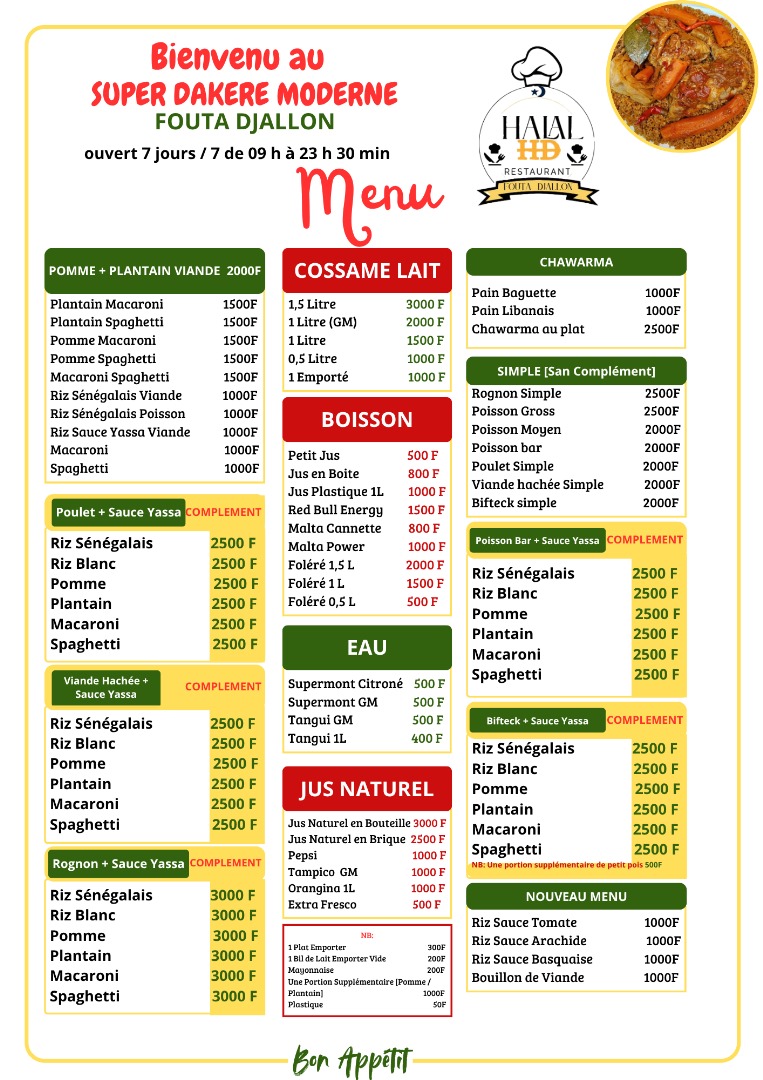 Bienvenu au
SUPER DAKERE MODERNE
FOUTA DJALLON
ouvert 7 jours / 7 de 09 h à 23 h 30 min
Menu
HALAL
HD
RESTAURANT
FOUTA DJALLON
POMME + PLANTAIN VIANDE 2000F
Plantain Macaroni 1500F
Plantain Spaghetti 1500F
Pomme Macaroni 1500F
Pomme Spaghetti 1500F
Macaroni Spaghetti 1500F
Riz Sénégalais Viande 1000F
Riz Sénégalais Poisson 1000F
Riz Sauce Yassa Viande 1000F
Macaroni 1000F
Spaghetti 1000F
Poulet + Sauce Yassa COMPLEMENT
Riz Sénégalais 2500 F
Riz Blanc 2500 F
Pomme 2500 F
Plantain 2500 F
Macaroni 2500 F
Spaghetti 2500 F
Viande Hachée +
Sauce Yassa COMPLEMENT
Riz Sénégalais 2500 F
Riz Blanc 2500 F
Pomme 2500 F
Plantain 2500 F
Macaroni 2500 F
Spaghetti 2500 F
Rognon + Sauce Yassa COMPLEMENT
Riz Sénégalais 3000 F
Riz Blanc 3000 F
Pomme 3000 F
Plantain 3000 F
Macaroni 3000 F
Spaghetti 3000 F
COSSAME LAIT
1,5 Litre 3000 F
1 Litre (GM) 2000 F
1 Litre 1500 F
0,5 Litre 1000 F
1 Emporté 1000 F
BOISSON
Petit Jus 500 F
Jus en Boite 800 F
Jus Plastique 1L 1000 F
Red Bull Energy 1500 F
Malta Cannette 800 F
Malta Power 1000 F
Foléré 1,5 L 2000 F
Foléré 1 L 1500 F
Foléré 0,5 L 500 F
EAU
Supermont Citroné 500 F
Supermont GM 500 F
Tangui GM 500 F
Tangui 1L 400 F
JUS NATUREL
Jus Naturel en Bouteille 3000 F
Jus Naturel en Brique 2500 F
Pepsi 1000 F
Tampico GM 1000 F
Orangina 1L 1000 F
Extra Fresco 500 F
NB:
1 Plat Emporter 300F
1 Bil de Lait Emporter Vide 200F
Mayonnaise 200F
Une Portion Supplémentaire [Pomme /
Plantain] 1000F
Plastique 50F
CHAWARMA
Pain Baguette 1000F
Pain Libanais 1000F
Chawarma au plat 2500F
SIMPLE [San Complément]
Rognon Simple 2500F
Poisson Gross 2500F
Poisson Moyen 2000F
Poisson bar 2000F
Poulet Simple 2000F
Viande hachée Simple 2000F
Bifteck simple 2000F
Poisson Bar + Sauce Yassa COMPLEMENT
Riz Sénégalais 2500 F
Riz Blanc 2500 F
Pomme 2500 F
Plantain 2500 F
Macaroni 2500 F
Spaghetti 2500 F
Bifteck + Sauce Yassa COMPLEMENT
Riz Sénégalais 2500 F
Riz Blanc 2500 F
Pomme 2500 F
Plantain 2500 F
Macaroni 2500 F
Spaghetti 2500 F
NB: Une portion supplémentaire de petit pois 500F
NOUVEAU MENU
Riz Sauce Tomate 1000F
Riz Sauce Arachide 1000F
Riz Sauce Basquaise 1000F
Bouillon de Viande 1000F
Bon Appétit